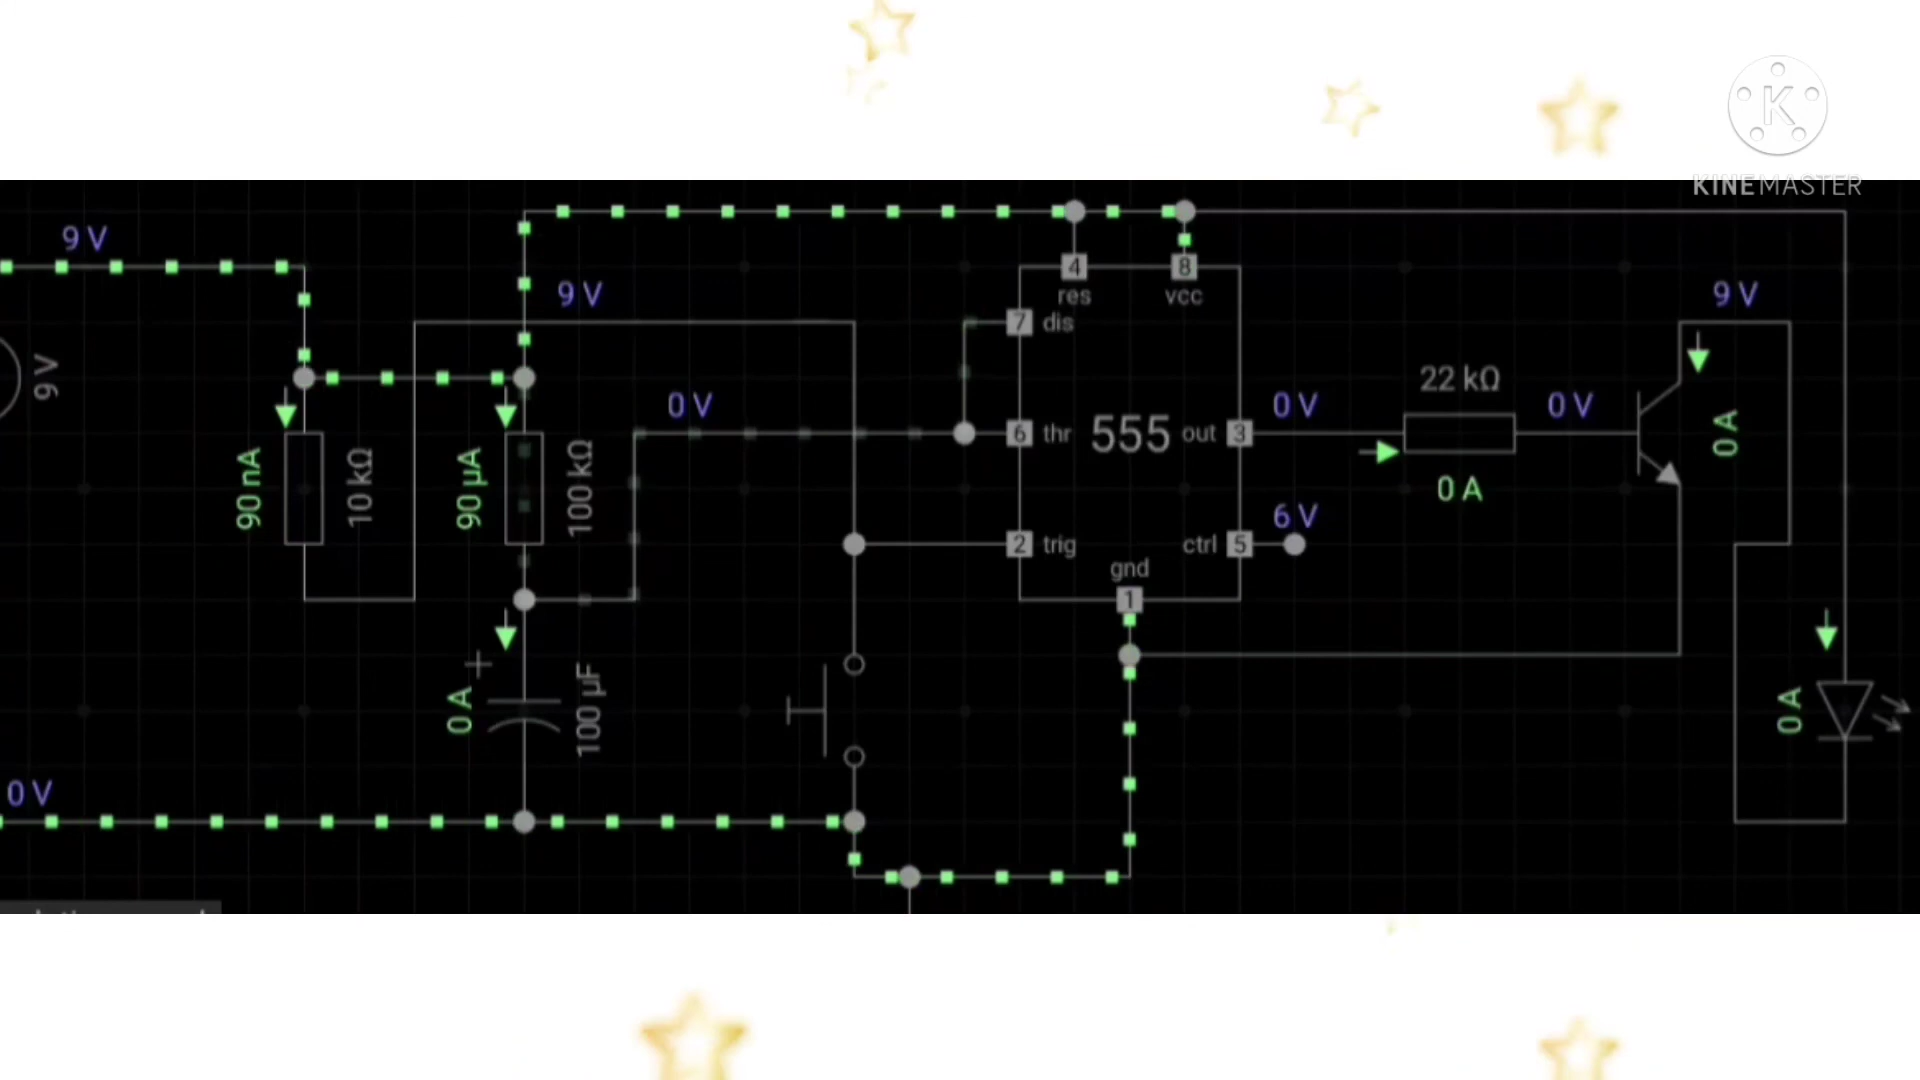 KINEMASTER
9 V
9 V
4
8
res
vcc
9 V
7
dis
9 V
22 kΩ
0 V
0 V
0 V
6
thr
555
out
3
0 A
90 nA
10 kΩ
90 µA
100 kΩ
0 A
6 V
2
trig
ctrl
5
gnd
1
0 A
100 µF
0 A
0 V